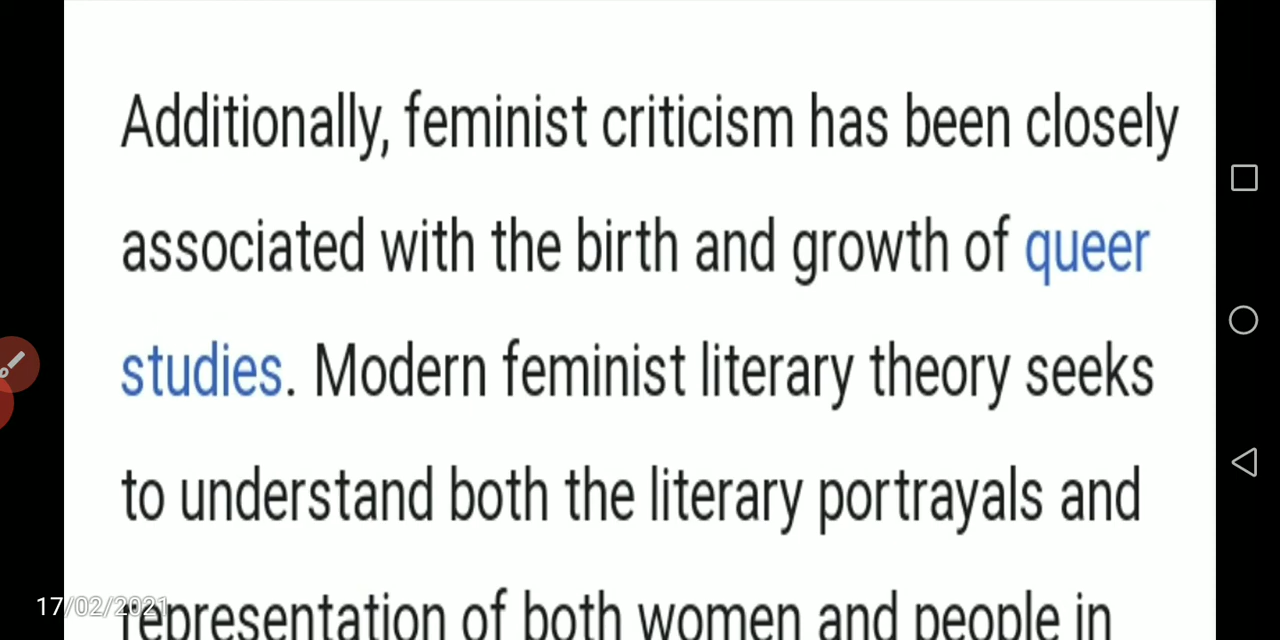 Additionally, feminist criticism has been closely
associated with the birth and growth of queer
studies. Modern feminist literary theory seeks
to understand both the literary portrayals and
representation of both women and people in
17/02/2021